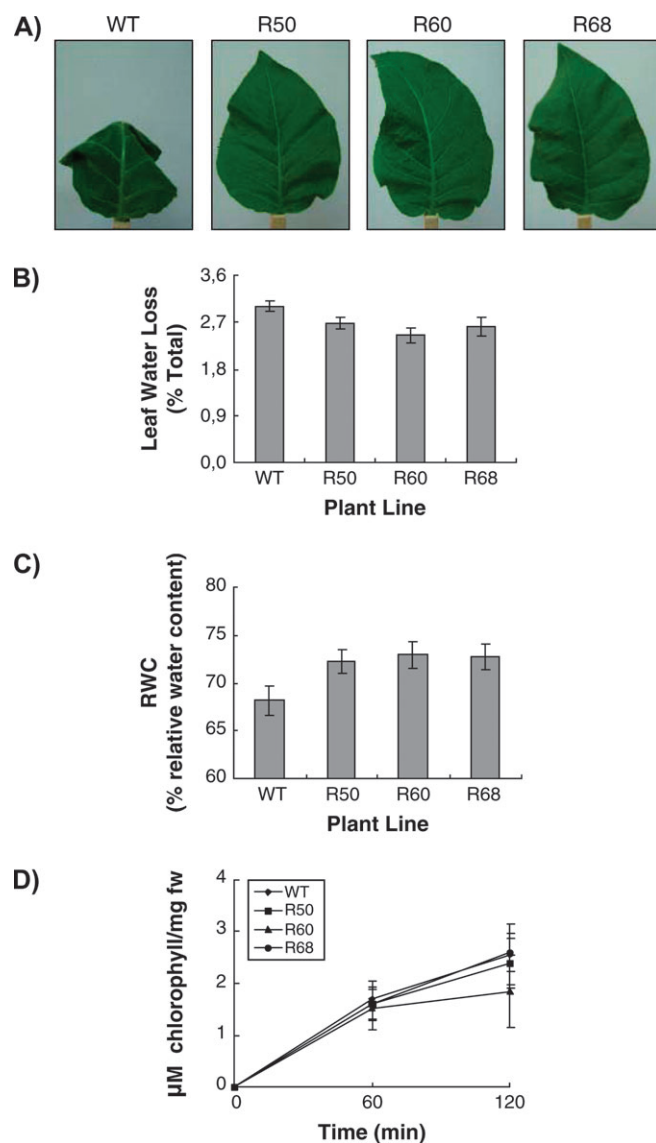 A)
WT R50 R60 R68
B)
Leaf Water Loss
(% Total)
3,6
2,7
1,8
0,9
0,0
WT R50 R60 R68
Plant Line
C)
RWC
(% relative water content)
80
75
70
65
60
WT R50 R60 R68
Plant Line
D)
µM chlorophyll/mg fw
4
3
2
1
0
WT
R50
R60
R68
0 60 120
Time (min)